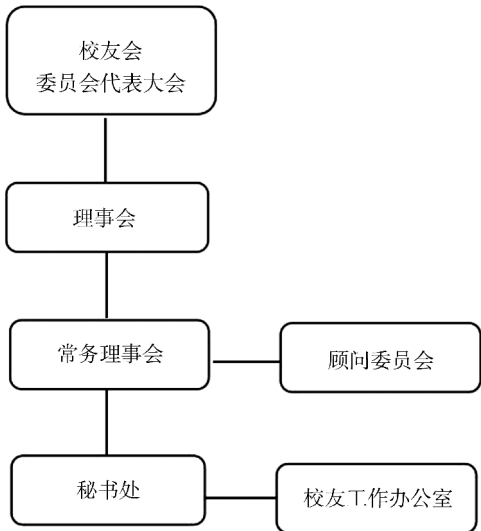 校友会
委员会代表大会
理事会
常务理事会
顾问委员会
秘书处
校友工作办公室